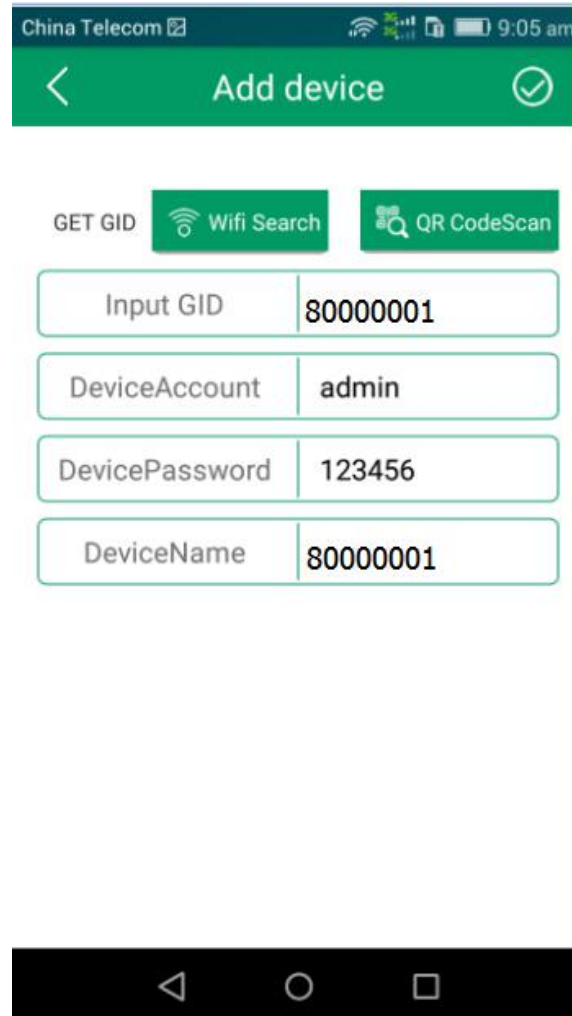 China Telecom 9:05 am
Add device
GET GID Wifi Search QR CodeScan
Input GID 80000001
DeviceAccount admin
DevicePassword 123456
DeviceName 80000001